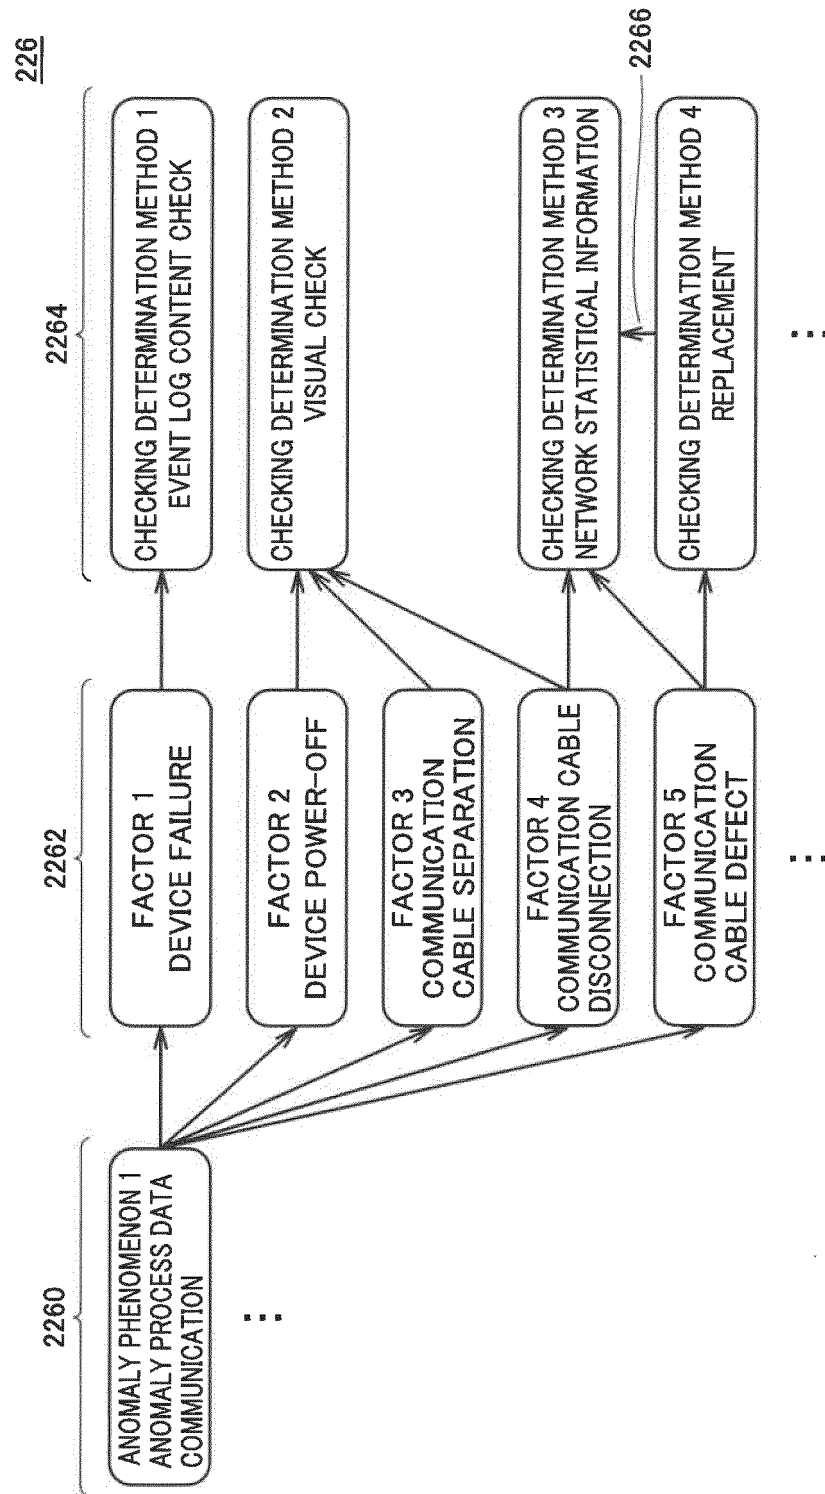 226
2260
ANOMALY PHENOMENON 1
ANOMALY PROCESS DATA
COMMUNICATION
...
2262
FACTOR 1
DEVICE FAILURE
FACTOR 2
DEVICE POWER-OFF
FACTOR 3
COMMUNICATION
CABLE SEPARATION
FACTOR 4
COMMUNICATION CABLE
DISCONNECTION
FACTOR 5
COMMUNICATION
CABLE DEFECT
...
2264
CHECKING DETERMINATION METHOD 1
EVENT LOG CONTENT CHECK
CHECKING DETERMINATION METHOD 2
VISUAL CHECK
CHECKING DETERMINATION METHOD 3
NETWORK STATISTICAL INFORMATION
2266
CHECKING DETERMINATION METHOD 4
REPLACEMENT
...